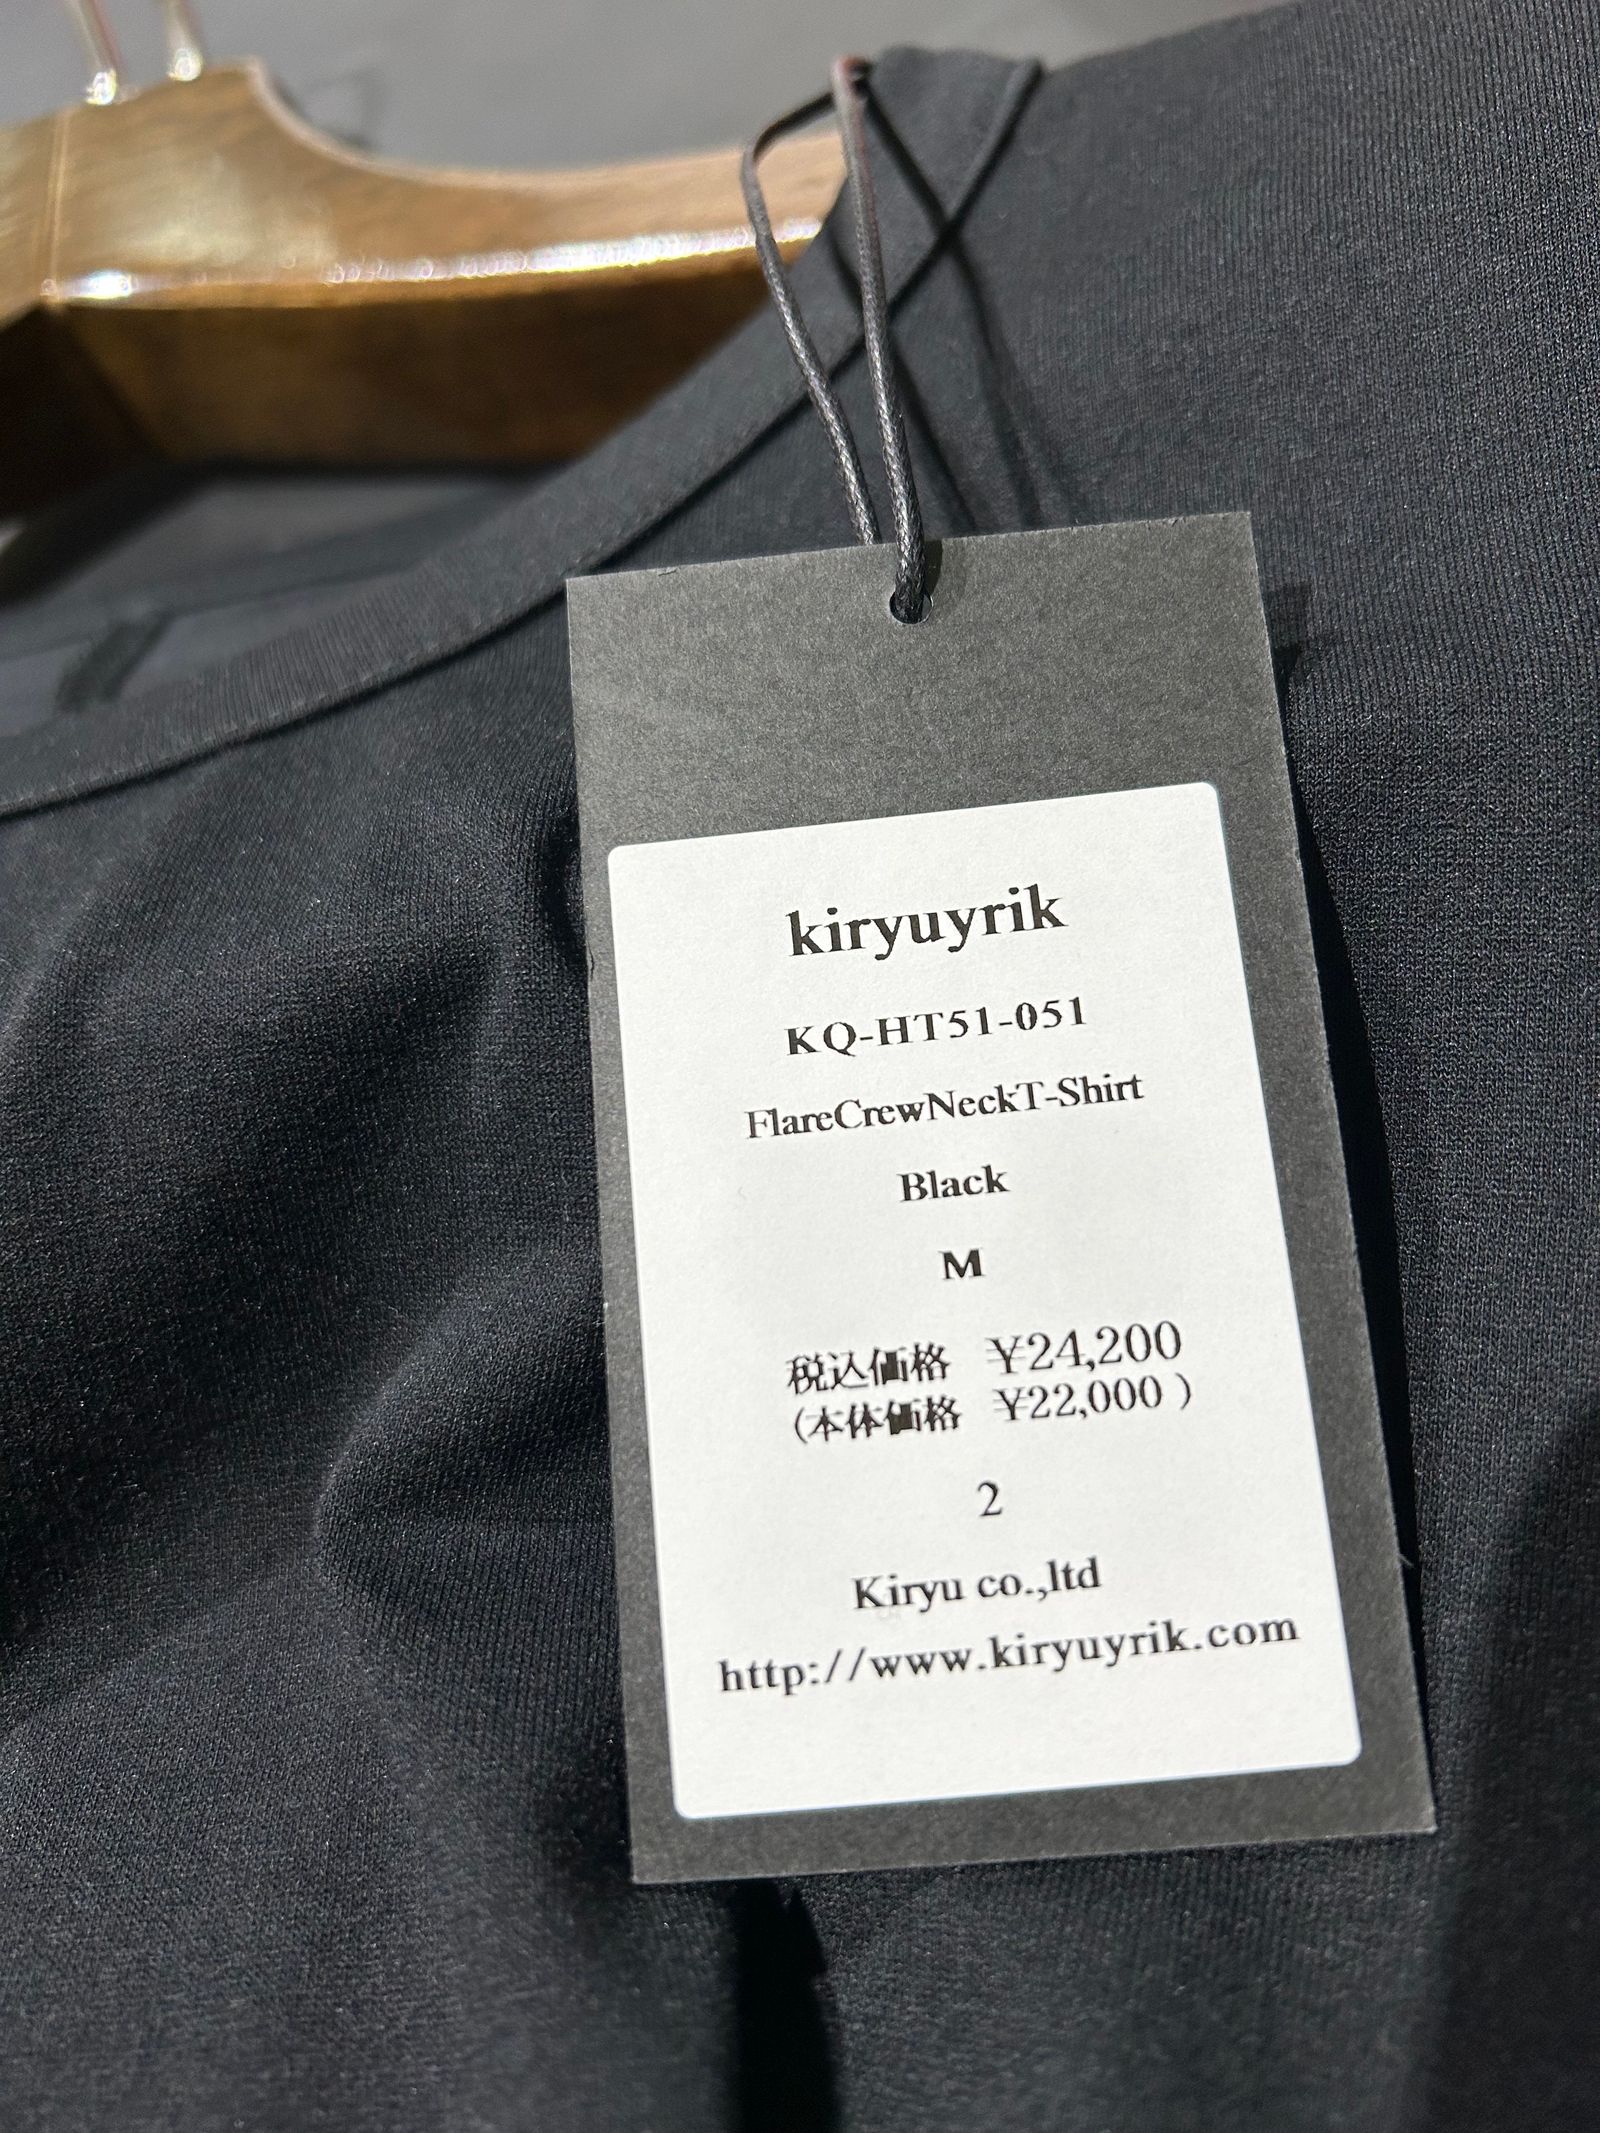 kiryuyrik
KQ-HT51-051
FlareCrewNeckT-Shirt
Black
M
税込価格 ¥24,200
(本体価格 ¥22,000 )
2
Kiryu co.,ltd
http://www.kiryuyrik.com